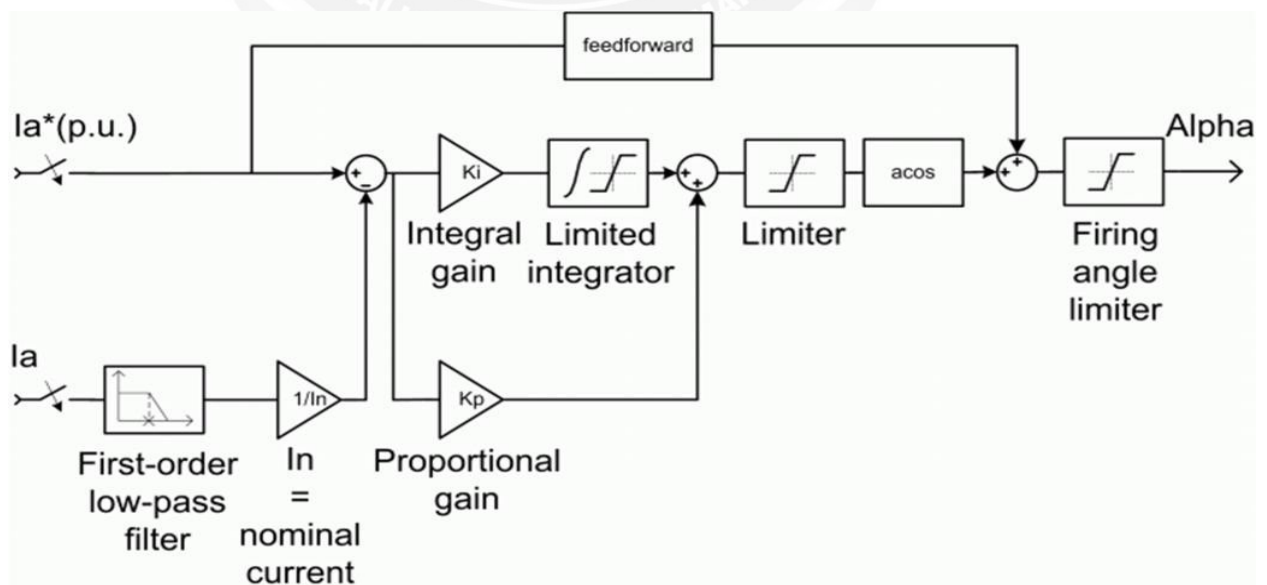 feedforward
Ia*(p.u.)
Alpha
Ki
acos
Integral
gain
Limited
integrator
Limiter
Firing
angle
limiter
Ia
1/In
Kp
First-order
low-pass
filter
In
=
nominal
current
Proportional
gain